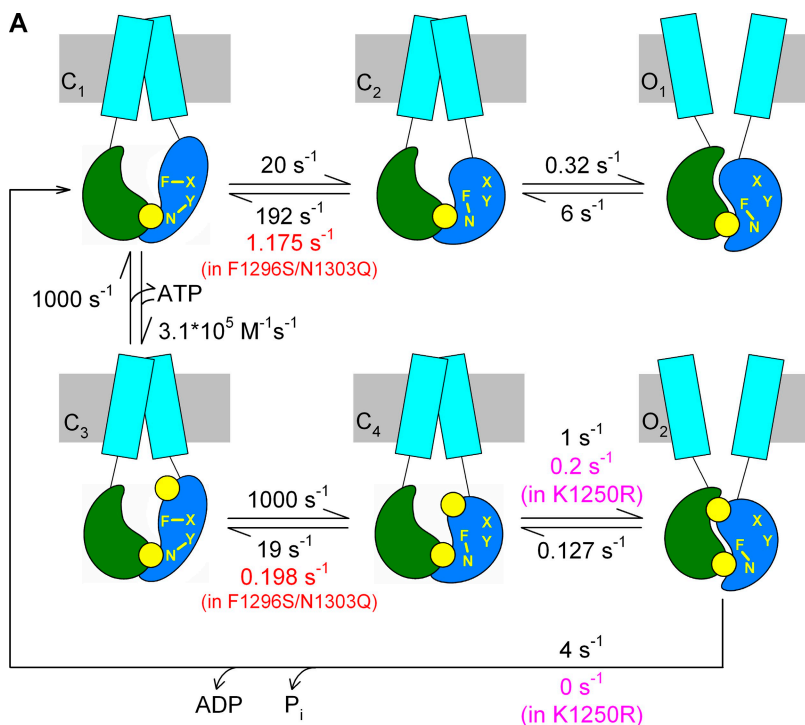 A
C1
C2
O1
20 s-1
0.32 s-1
F X
Y
N
F
N
X
Y
X
Y
F
N
192 s-1
6 s-1
1.175 s-1
(in F1296S/N1303Q)
1000 s-1
ATP
3.1*10^5 M-1s-1
C3
C4
O2
1 s-1
0.2 s-1
(in K1250R)
1000 s-1
F X
Y
N
F
N
X
Y
X
Y
F
N
19 s-1
0.127 s-1
0.198 s-1
(in F1296S/N1303Q)
4 s-1
ADP
Pi
0 s-1
(in K1250R)